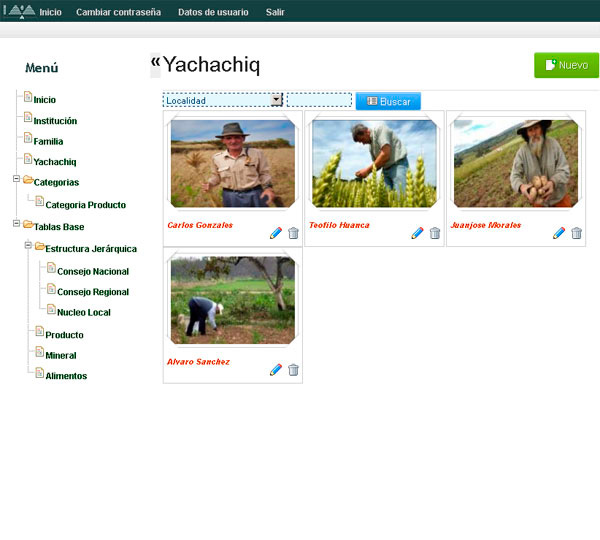 Inicio Cambiar contraseña Datos de usuario Salir
Menú
« Yachachiq
Nuevo
Localidad Buscar
Inicio
Institución
Familia
Yachachiq
Categorias
Categoria Producto
Tablas Base
Estructura Jerárquica
Consejo Nacional
Consejo Regional
Nucleo Local
Producto
Mineral
Alimentos
Carlos Gonzales
Teofilo Huanca
Juanjose Morales
Alvaro Sanchez